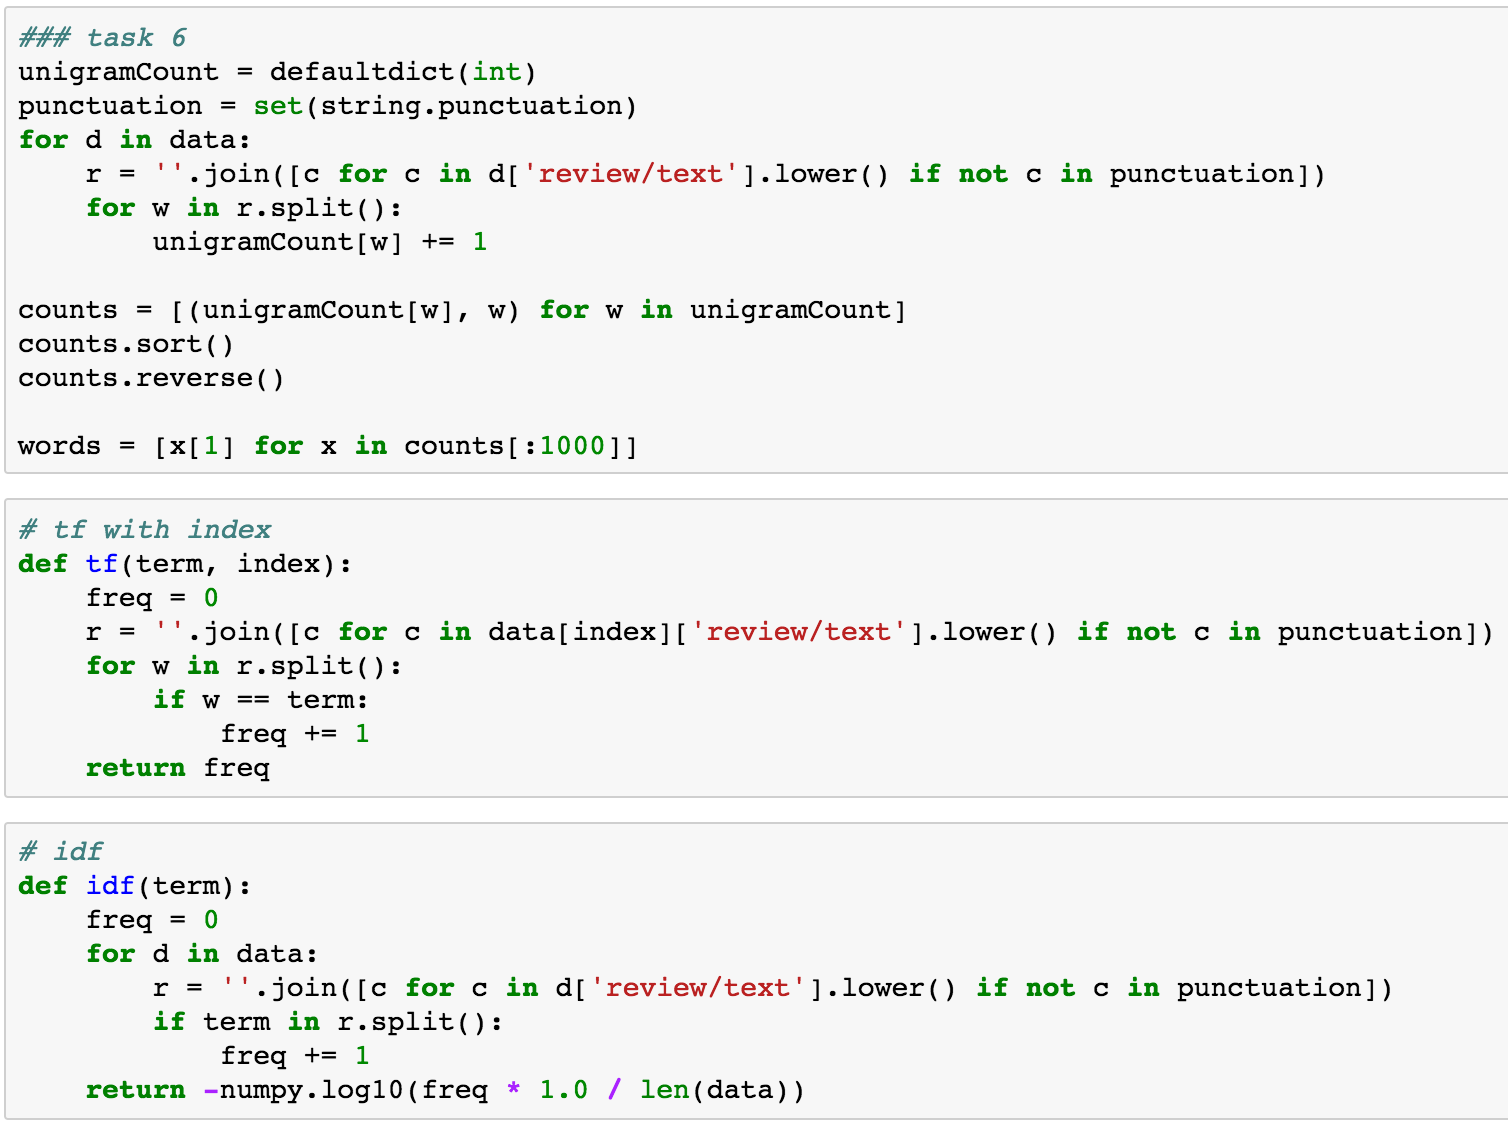 ### task 6
unigramCount = defaultdict(int)
punctuation = set(string.punctuation)
for d in data:
    r = ''.join([c for c in d['review/text'].lower() if not c in punctuation])
    for w in r.split():
        unigramCount[w] += 1

counts = [(unigramCount[w], w) for w in unigramCount]
counts.sort()
counts.reverse()

words = [x[1] for x in counts[:1000]]

# tf with index
def tf(term, index):
    freq = 0
    r = ''.join([c for c in data[index]['review/text'].lower() if not c in punctuation])
    for w in r.split():
        if w == term:
            freq += 1
    return freq

# idf
def idf(term):
    freq = 0
    for d in data:
        r = ''.join([c for c in d['review/text'].lower() if not c in punctuation])
        if term in r.split():
            freq += 1
    return -numpy.log10(freq * 1.0 / len(data))